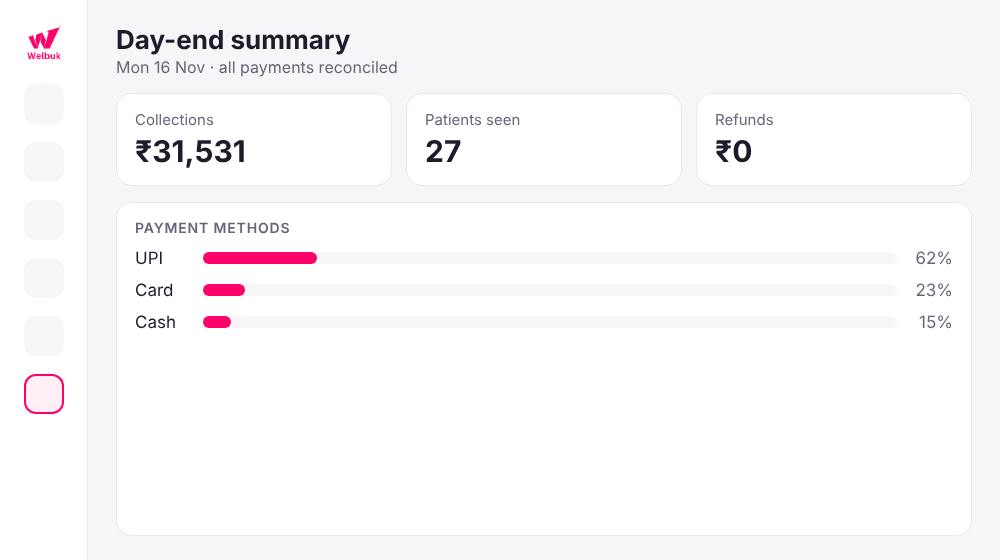 Welbuk
Day-end summary
Mon 16 Nov · all payments reconciled
Collections
₹31,531
Patients seen
27
Refunds
₹0
PAYMENT METHODS
UPI 62%
Card 23%
Cash 15%